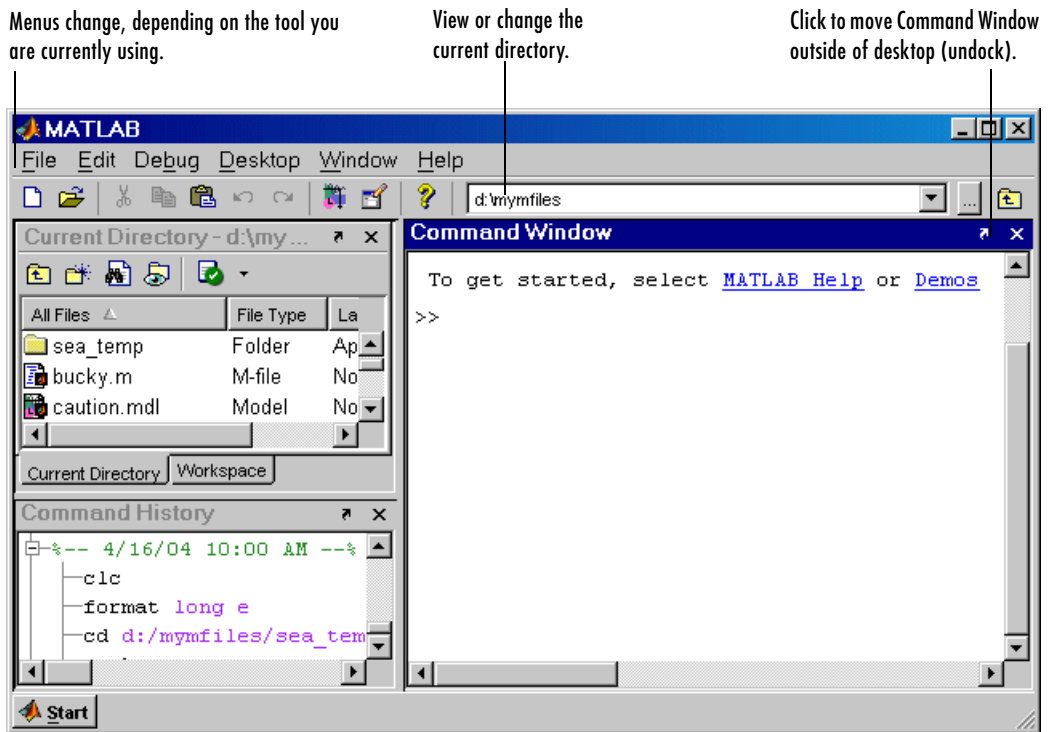 Menus change, depending on the tool you
are currently using.
View or change the
current directory.
Click to move Command Window
outside of desktop (undock).
MATLAB
File Edit Debug Desktop Window Help
d:\mymfiles
...
Current Directory - d:\my ...
All Files File Type La
sea_temp Folder Ap
bucky.m M-file No
caution.mdl Model No
Current Directory Workspace
Command History
%-- 4/16/04 10:00 AM --%
clc
format long e
cd d:/mymfiles/sea_tem
Command Window
To get started, select MATLAB Help or Demos
>>
Start